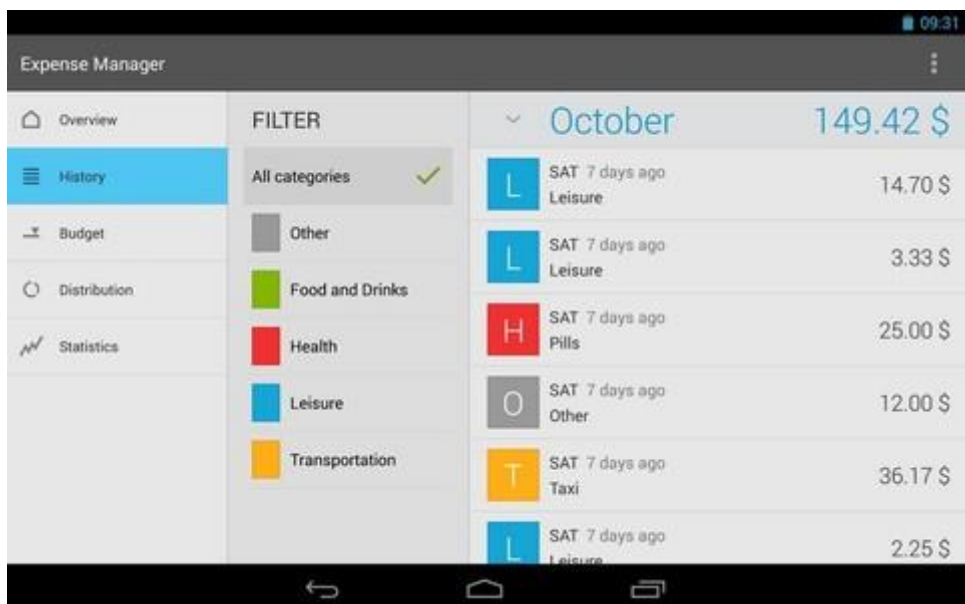 09:31
Expense Manager
Overview
History
Budget
Distribution
Statistics
FILTER
All categories
Other
Food and Drinks
Health
Leisure
Transportation
October 149.42 $
L SAT 7 days ago
Leisure 14.70 $
L SAT 7 days ago
Leisure 3.33 $
H SAT 7 days ago
Pills 25.00 $
O SAT 7 days ago
Other 12.00 $
T SAT 7 days ago
Taxi 36.17 $
L SAT 7 days ago
Leisure 2.25 $